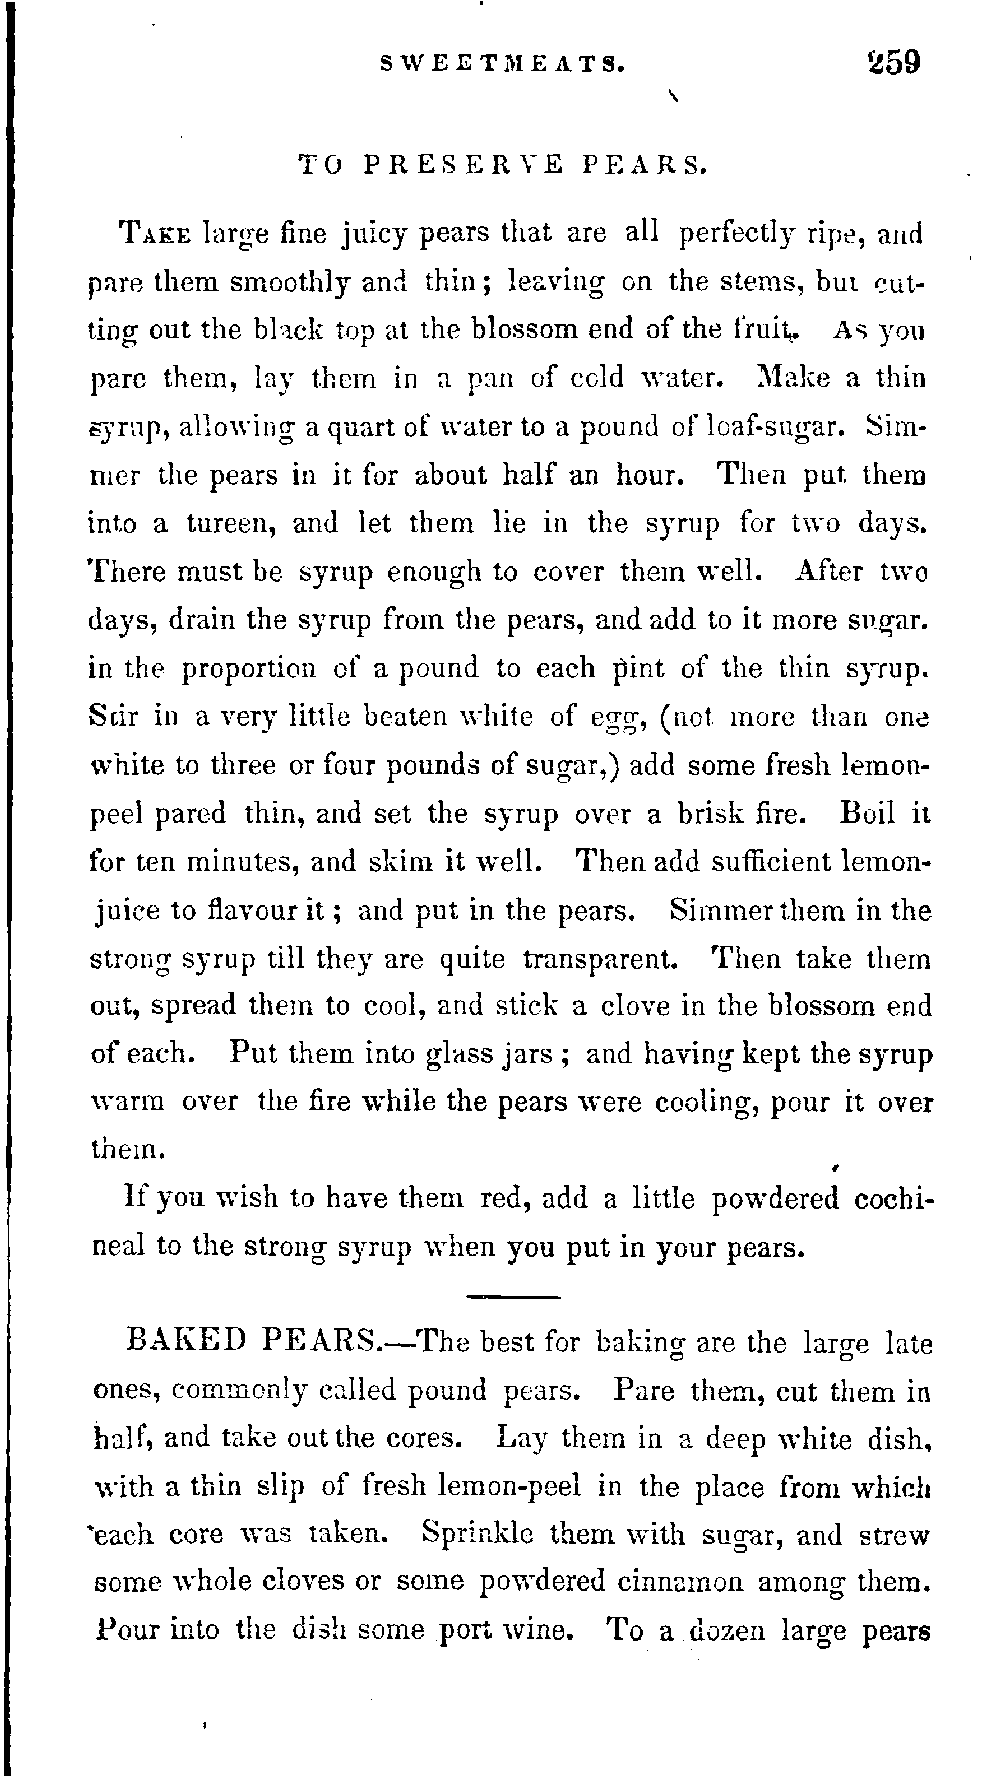 SWEETMEATS. 259
TO PRESERVE PEARS.
TAKE large fine juicy pears that are all perfectly ripe, and
pare them smoothly and thin; leaving on the stems, but cut-
ting out the black top at the blossom end of the fruit. As you
pare them, lay them in a pan of cold water. Make a thin
syrup, allowing a quart of water to a pound of loaf-sugar. Sim-
mer the pears in it for about half an hour. Then put them
into a tureen, and let them lie in the syrup for two days.
There must be syrup enough to cover them well. After two
days, drain the syrup from the pears, and add to it more sugar.
in the proportion of a pound to each pint of the thin syrup.
Stir in a very little beaten white of egg, (not more than one
white to three or four pounds of sugar,) add some fresh lemon-
peel pared thin, and set the syrup over a brisk fire. Boil it
for ten minutes, and skim it well. Then add sufficient lemon-
juice to flavour it; and put in the pears. Simmer them in the
strong syrup till they are quite transparent. Then take them
out, spread them to cool, and stick a clove in the blossom end
of each. Put them into glass jars; and having kept the syrup
warm over the fire while the pears were cooling, pour it over
them.
If you wish to have them red, add a little powdered cochi-
neal to the strong syrup when you put in your pears.
BAKED PEARS.—The best for baking are the large late
ones, commonly called pound pears. Pare them, cut them in
half, and take out the cores. Lay them in a deep white dish,
with a thin slip of fresh lemon-peel in the place from which
each core was taken. Sprinkle them with sugar, and strew
some whole cloves or some powdered cinnamon among them.
Pour into the dish some port wine. To a dozen large pears